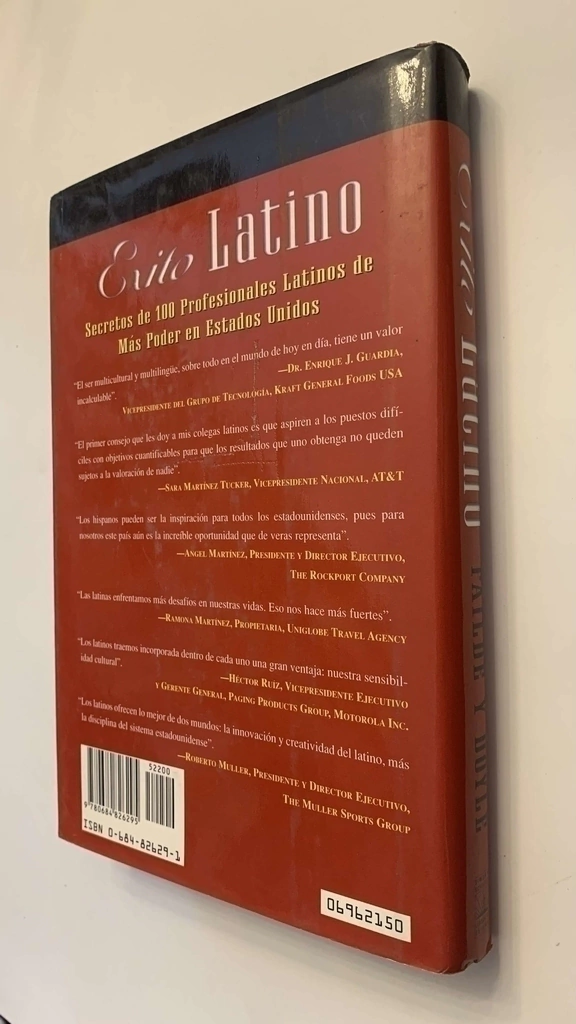 Exito Latino
Secretos de 100 Profesionales Latinos de
Más Poder en Estados Unidos
“El ser multicultural y multilingüe, sobre todo en el mundo de hoy en día, tiene un valor
incalculable”.
—Dr. Enrique J. Guardia,
Vicepresidente del Grupo de Tecnología, Kraft General Foods USA
“El primer consejo que les doy a mis colegas latinos es que aspiren a los puestos difí-
ciles con objetivos cuantificables para que los resultados que uno obtenga no queden
sujetos a la valoración de nadie”.
—Sara Martínez Tucker, Vicepresidente Nacional, AT&T
“Los hispanos pueden ser la inspiración para todos los estadounidenses, pues para
nosotros este país aún es la increíble oportunidad que de veras representa”.
—Angel Martínez, Presidente y Director Ejecutivo,
The Rockport Company
“Las latinas enfrentamos más desafíos en nuestras vidas. Eso nos hace más fuertes”.
—Ramona Martínez, Propietaria, Uniglobe Travel Agency
“Los latinos traemos incorporada dentro de cada uno una gran ventaja: nuestra sensibil-
idad cultural”.
—Héctor Ruíz, Vicepresidente Ejecutivo
y Gerente General, Paging Products Group, Motorola Inc.
“Los latinos ofrecen lo mejor de dos mundos: la innovación y creatividad del latino, más
la disciplina del sistema estadounidense”.
—Roberto Muller, Presidente y Director Ejecutivo,
The Muller Sports Group
52200
9 780684 826295
ISBN 0-684-82629-1
06962150
Exito Latino FAILDE Y DOYLE